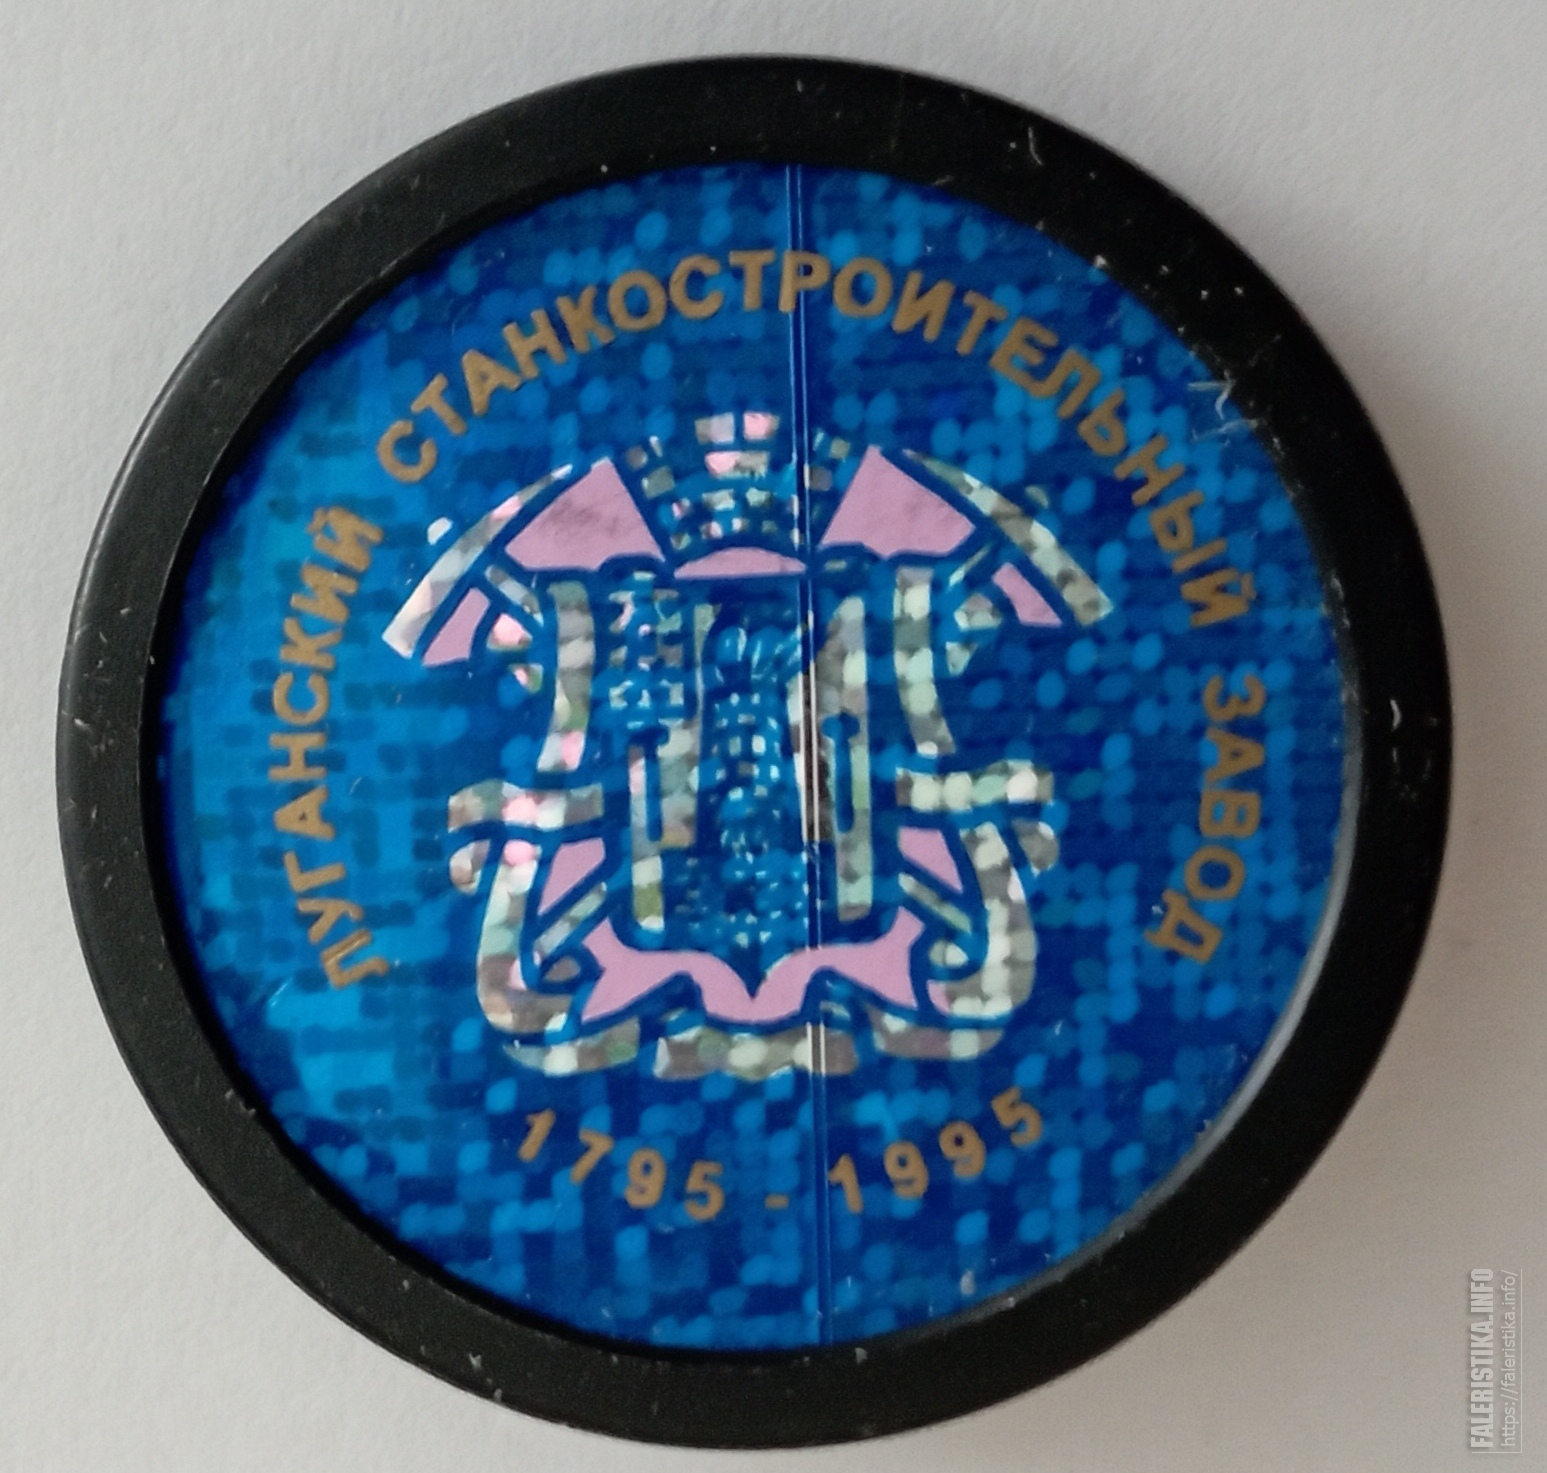 ЛУГАНСКИЙ СТАНКОСТРОИТЕЛЬНЫЙ ЗАВОД
1795 - 1995
FALERISTIKA.INFO
https://faleristika.info/